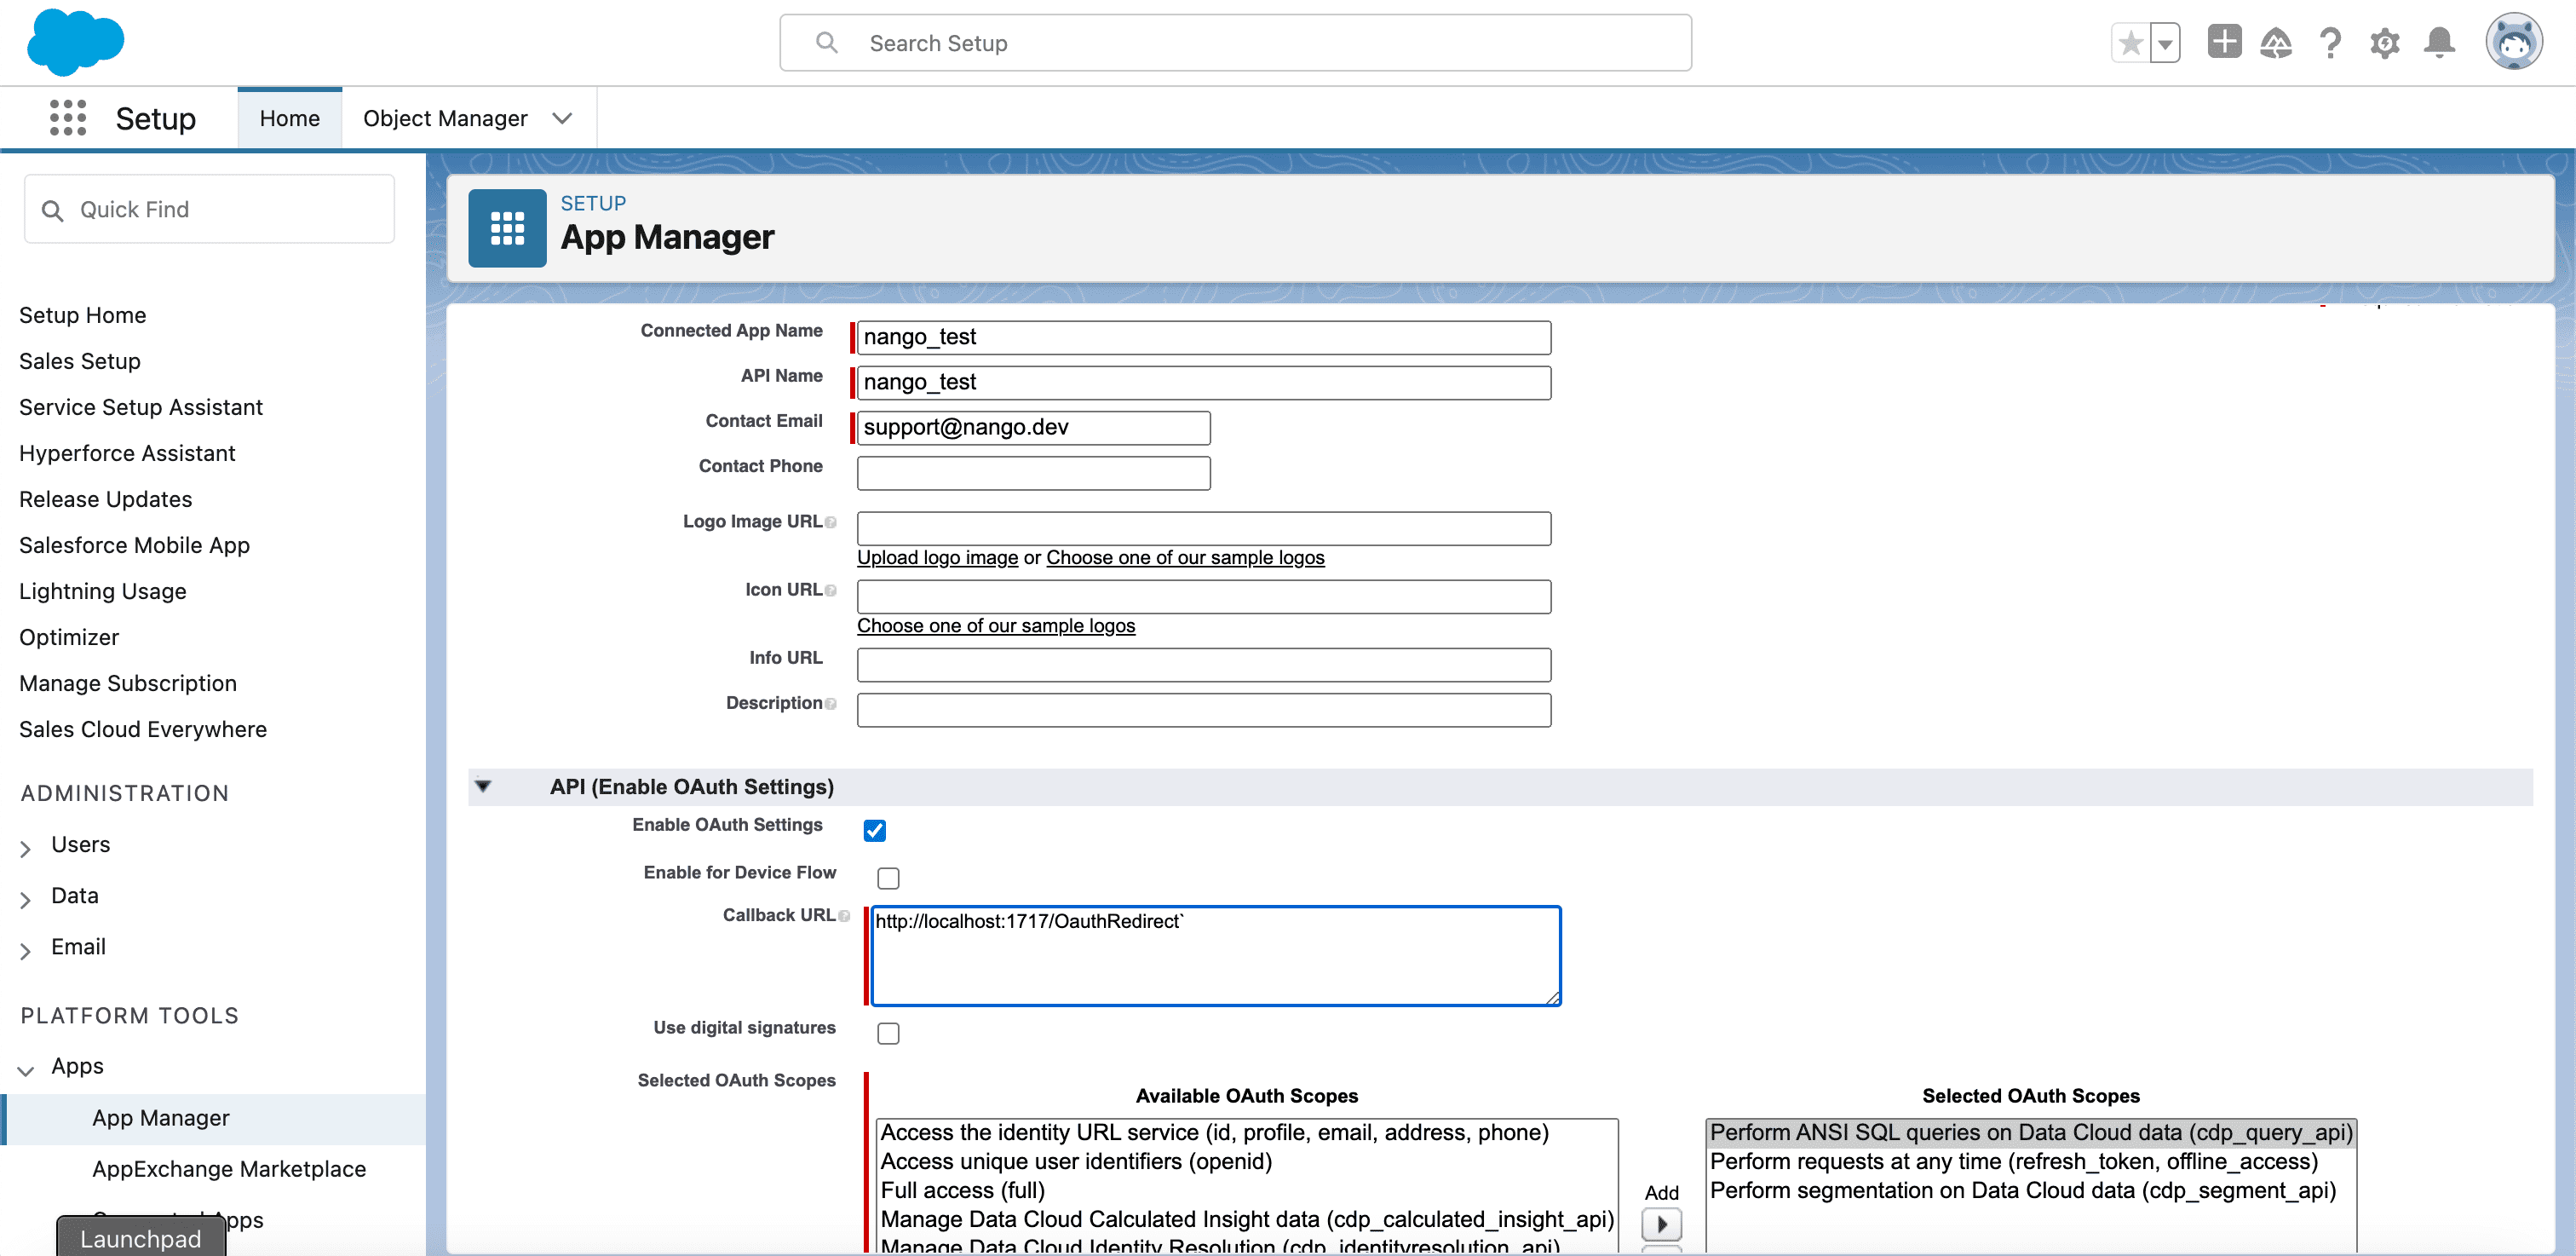 Search Setup
Setup
Home
Object Manager
Quick Find
Setup Home
Sales Setup
Service Setup Assistant
Hyperforce Assistant
Release Updates
Salesforce Mobile App
Lightning Usage
Optimizer
Manage Subscription
Sales Cloud Everywhere
ADMINISTRATION
Users
Data
Email
PLATFORM TOOLS
Apps
App Manager
AppExchange Marketplace
Apps
Launchpad
SETUP
App Manager
Connected App Name nango_test
API Name nango_test
Contact Email support@nango.dev
Contact Phone
Logo Image URL
Upload logo image or Choose one of our sample logos
Icon URL
Choose one of our sample logos
Info URL
Description
API (Enable OAuth Settings)
Enable OAuth Settings
Enable for Device Flow
Callback URL http://localhost:1717/OauthRedirect`
Use digital signatures
Selected OAuth Scopes
Available OAuth Scopes
Access the identity URL service (id, profile, email, address, phone)
Access unique user identifiers (openid)
Full access (full)
Manage Data Cloud Calculated Insight data (cdp_calculated_insight_api)
Manage Data Cloud Identity Resolution (cdp_identityresolution_api)
Add
Selected OAuth Scopes
Perform ANSI SQL queries on Data Cloud data (cdp_query_api)
Perform requests at any time (refresh_token, offline_access)
Perform segmentation on Data Cloud data (cdp_segment_api)